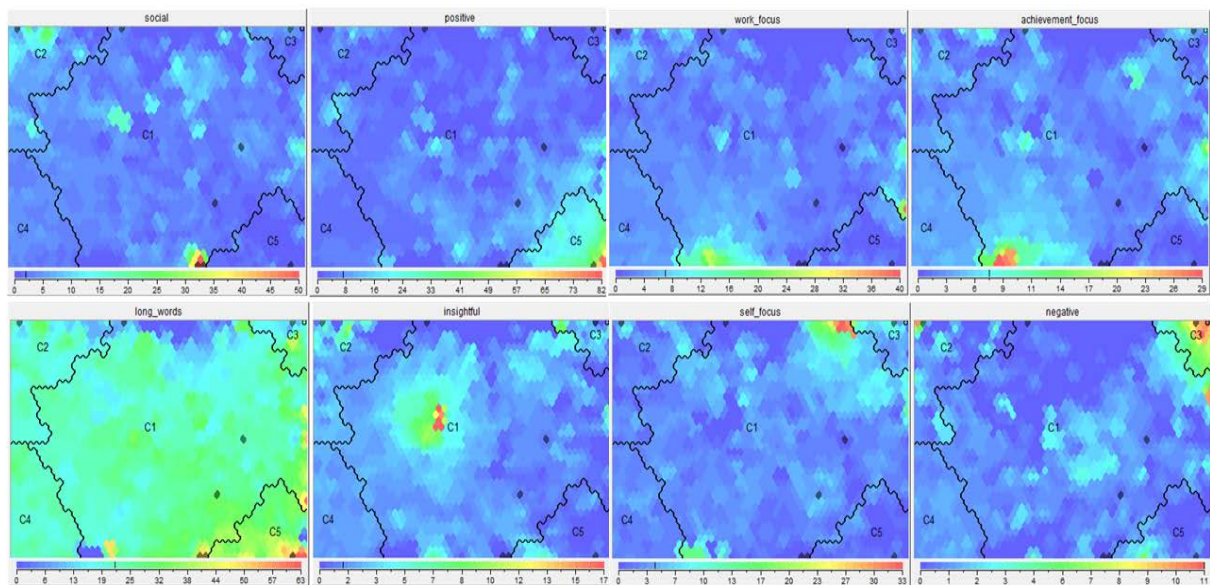 social
C2
C3
C1
C4
C5
0 5 10 15 20 25 30 35 40 45 50
positive
C2
C3
C1
C4
C5
0 8 16 24 33 41 49 57 65 73 82
work_focus
C2
C3
C1
C4
C5
0 4 8 12 16 20 24 28 32 36 40
achievement_focus
C2
C3
C1
C4
C5
0 3 6 9 12 14 17 20 23 26 29
long_words
C2
C3
C1
C4
C5
0 6 13 19 25 32 38 44 50 57 63
insightful
C2
C3
C1
C4
C5
0 2 3 5 7 8 10 12 14 15 17
self_focus
C2
C3
C1
C4
C5
0 3 7 10 13 17 20 23 26 30 33
negative
C2
C3
C1
C4
C5
0 1 2 3 4 5 6 8 9 10 11